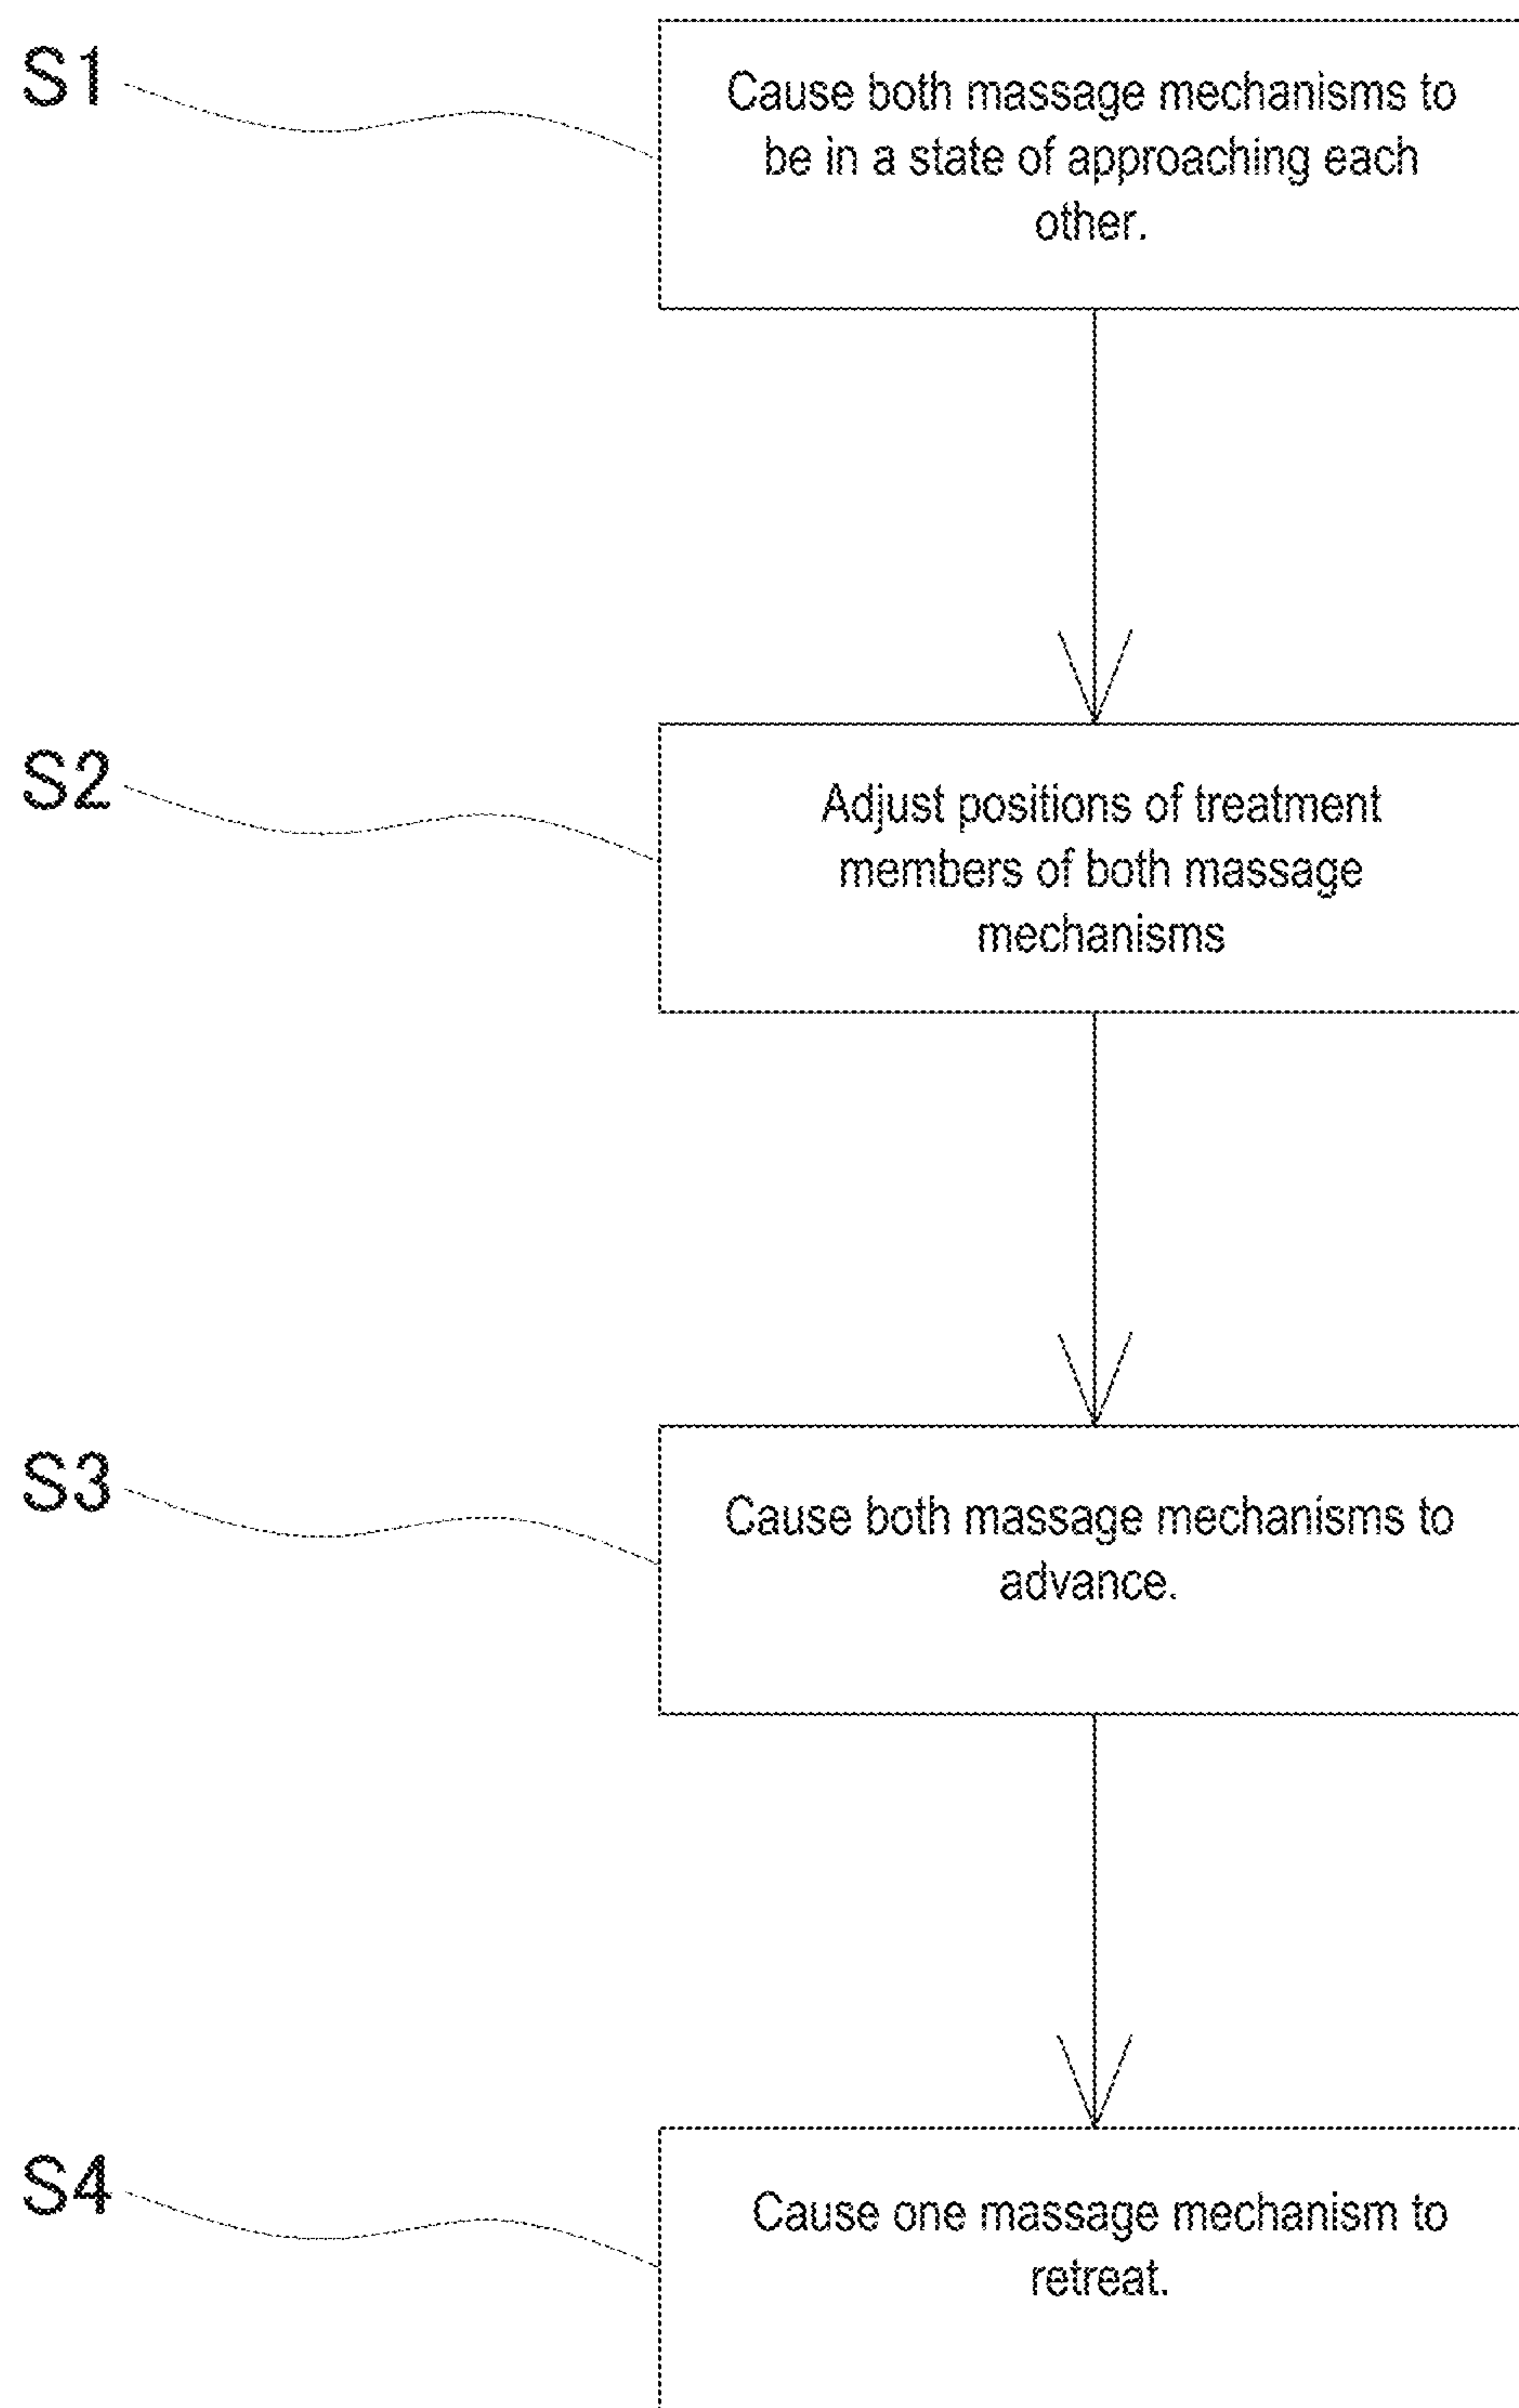 S1
Cause both massage mechanisms to
be in a state of approaching each
other.
S2
Adjust positions of treatment
members of both massage
mechanisms
S3
Cause both massage mechanisms to
advance.
S4
Cause one massage mechanism to
retreat.